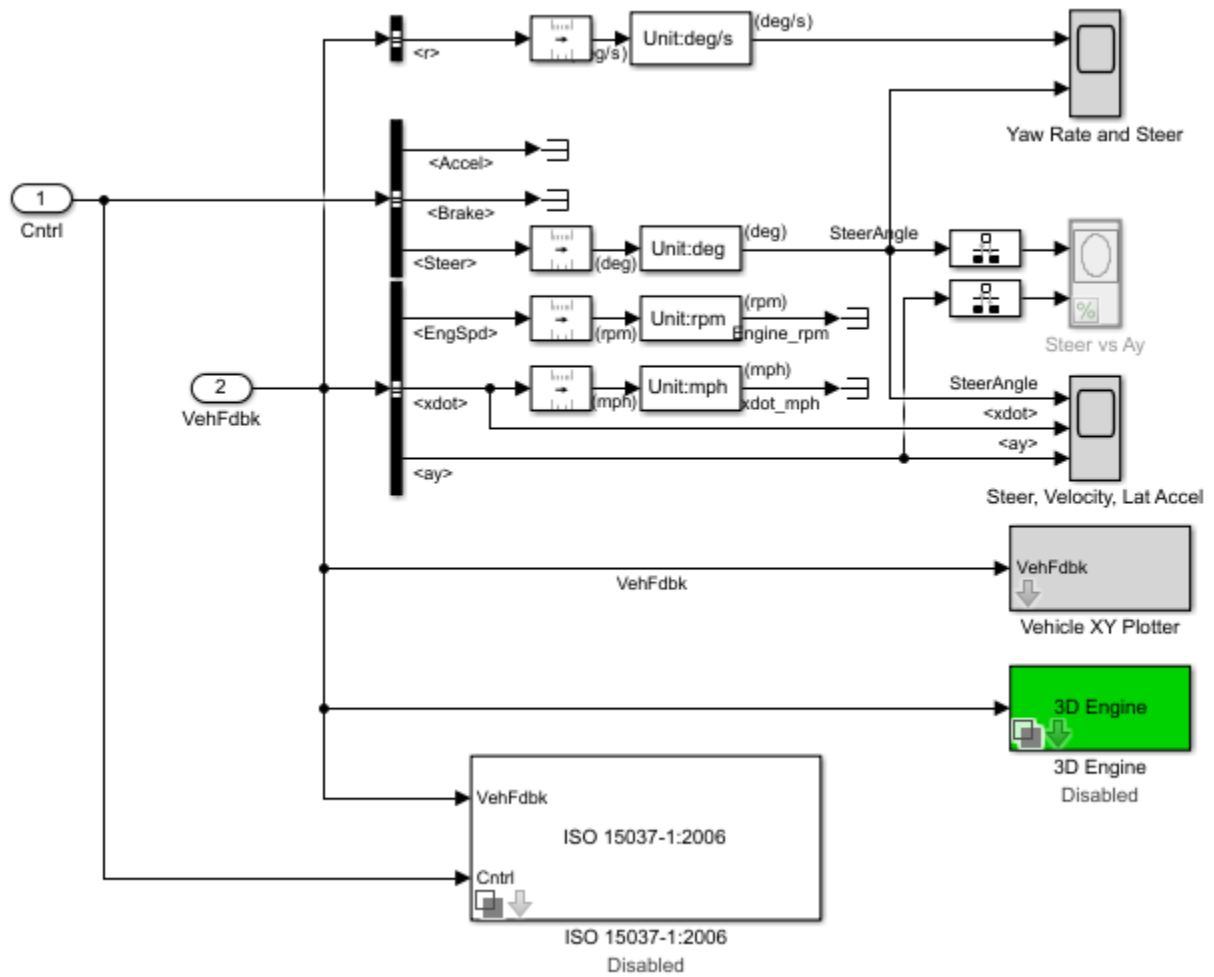 (deg/s)
Unit:deg/s
<r>
eg/s)
Yaw Rate and Steer
<Accel>
1
<Brake>
Cntrl
(deg)
SteerAngle
Unit:deg
<Steer>
(deg)
(rpm)
Unit:rpm
<EngSpd>
(rpm)
Engine_rpm
%
Steer vs Ay
(mph)
2
Unit:mph
SteerAngle
<xdot>
(mph)
xdot_mph
<xdot>
VehFdbk
<ay>
<ay>
Steer, Velocity, Lat Accel
VehFdbk
VehFdbk
Vehicle XY Plotter
3D Engine
3D Engine
Disabled
VehFdbk
ISO 15037-1:2006
Cntrl
ISO 15037-1:2006
Disabled